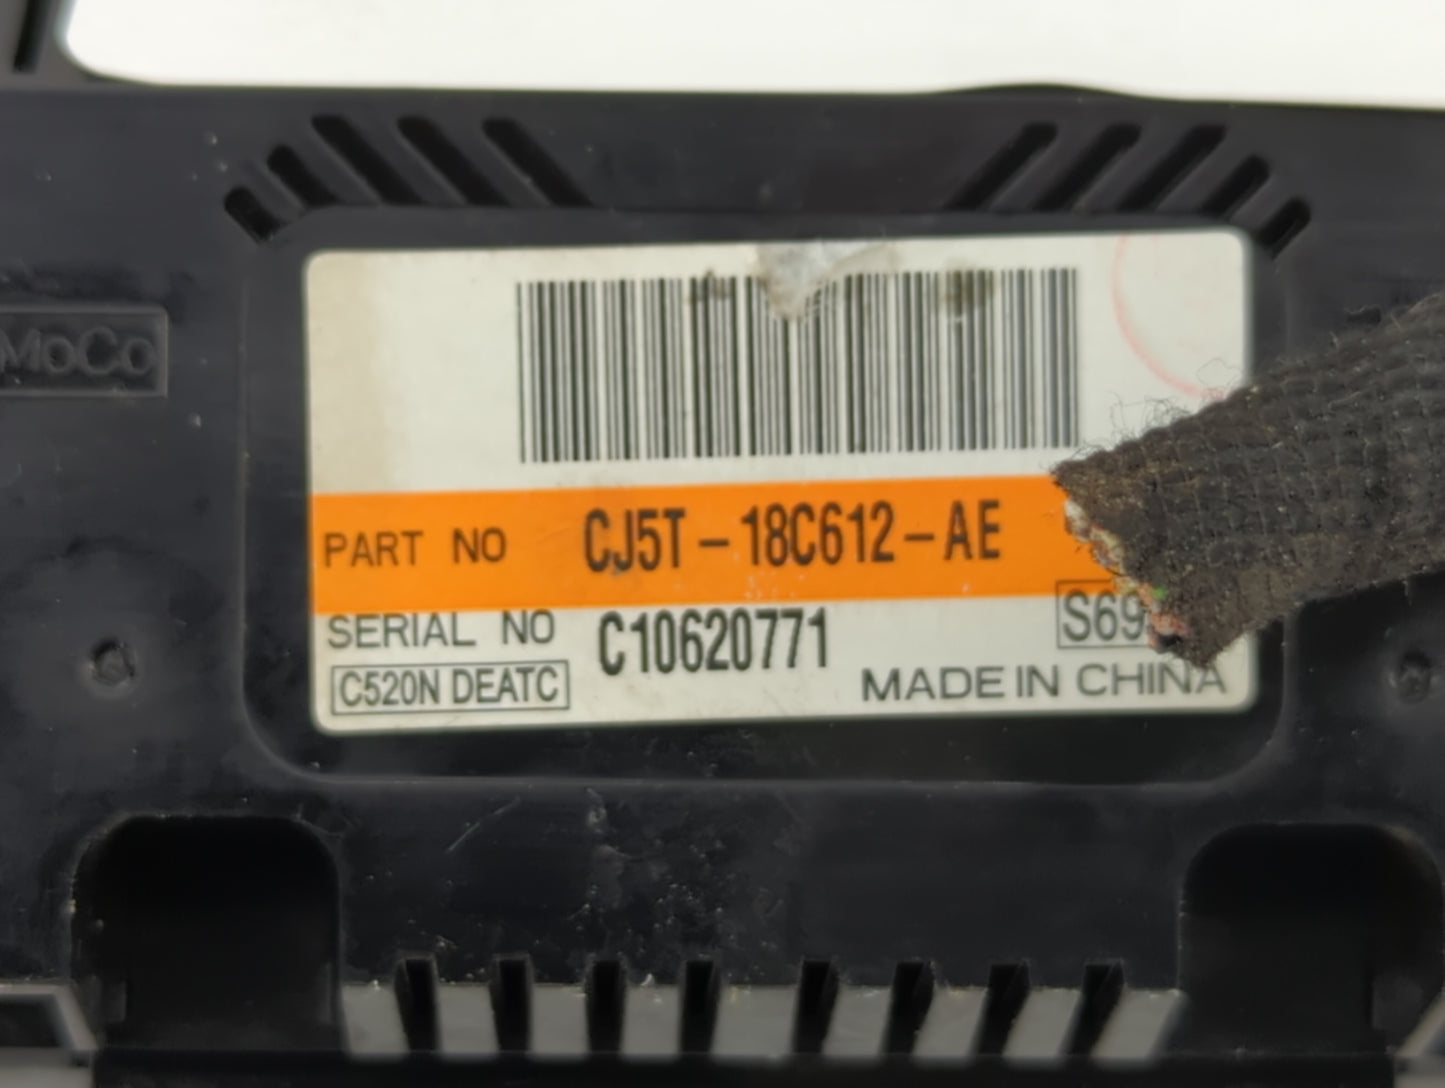 MoCo
PART NO CJ5T-18C612-AE
SERIAL NO C10620771
C520N DEATC
MADE IN CHINA